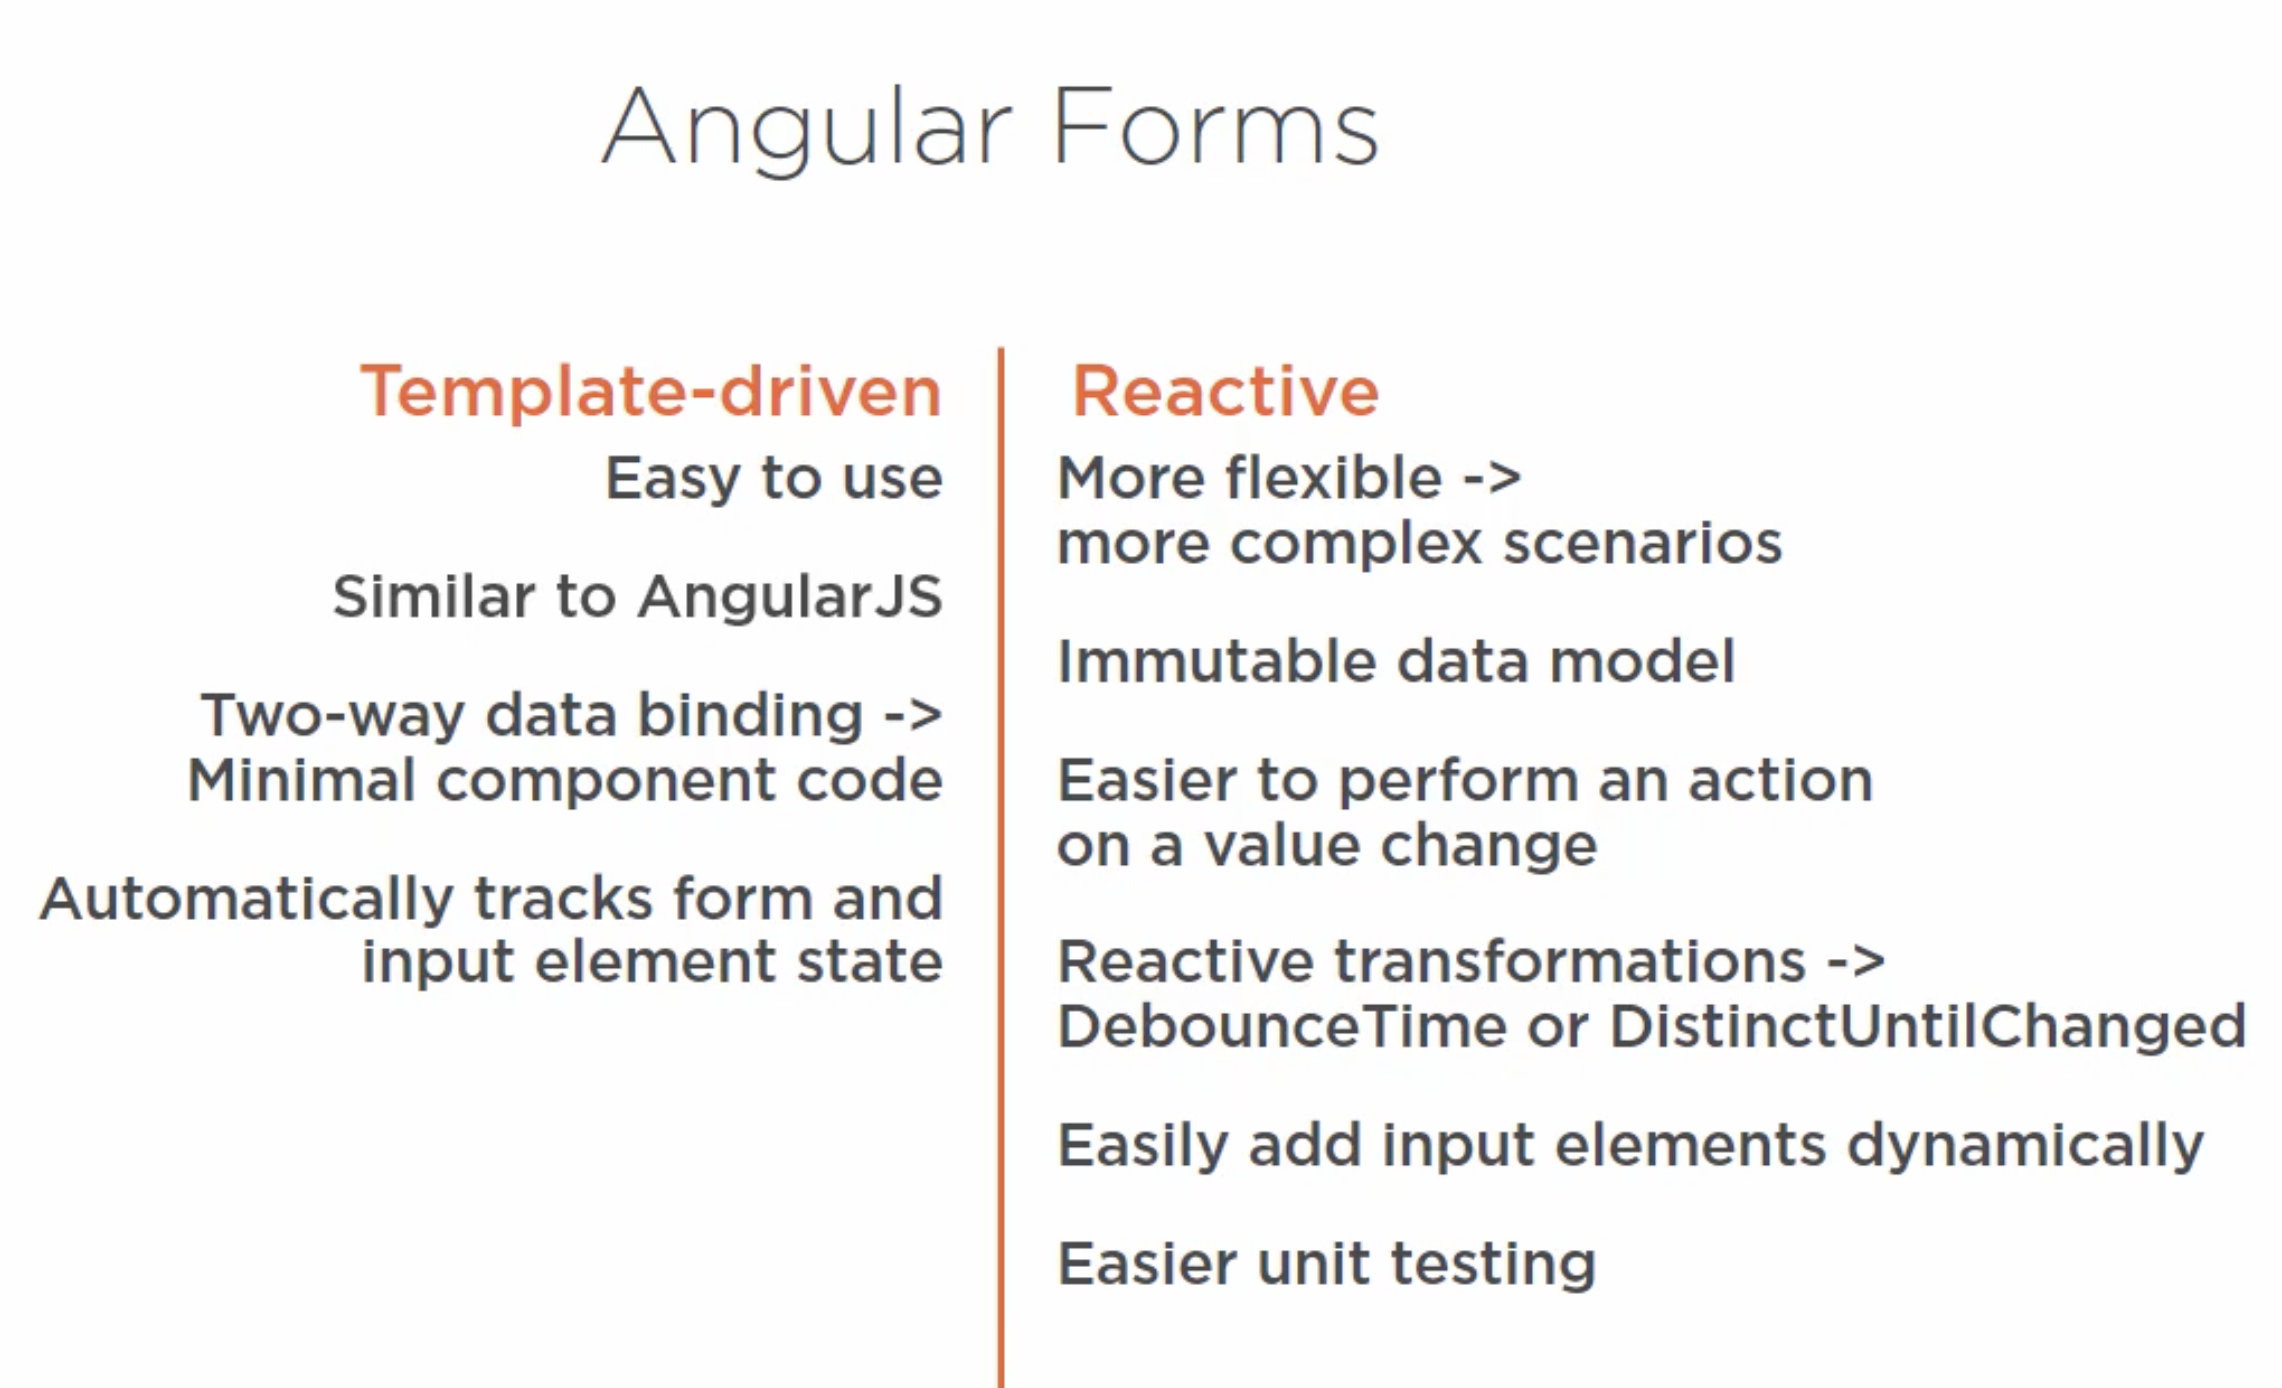 Angular Forms
Template-driven
Easy to use
Similar to AngularJS
Two-way data binding ->
Minimal component code
Automatically tracks form and
input element state
Reactive
More flexible ->
more complex scenarios
Immutable data model
Easier to perform an action
on a value change
Reactive transformations ->
DebounceTime or DistinctUntilChanged
Easily add input elements dynamically
Easier unit testing